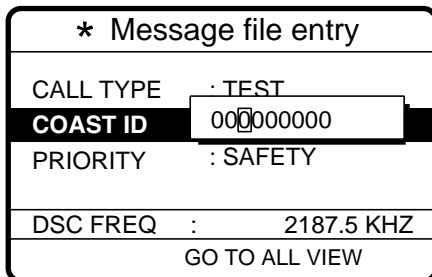 * Message file entry
CALL TYPE : TEST
COAST ID 000000000
PRIORITY : SAFETY
DSC FREQ : 2187.5 KHZ
GO TO ALL VIEW